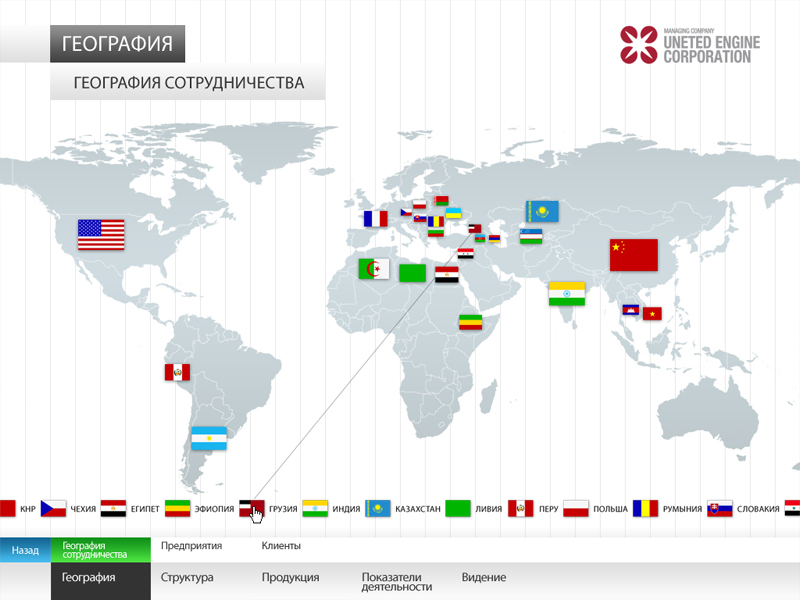 ГЕОГРАФИЯ
ГЕОГРАФИЯ СОТРУДНИЧЕСТВА
MANAGING COMPANY
UNETED ENGINE
CORPORATION
КНР ЧЕХИЯ ЕГИПЕТ ЭФИОПИЯ ГРУЗИЯ ИНДИЯ КАЗАХСТАН ЛИВИЯ ПЕРУ ПОЛЬША РУМЫНИЯ СЛОВАКИЯ
Назад
География
сотрудничества
Предприятия
Клиенты
География
Структура
Продукция
Показатели
деятельности
Видение